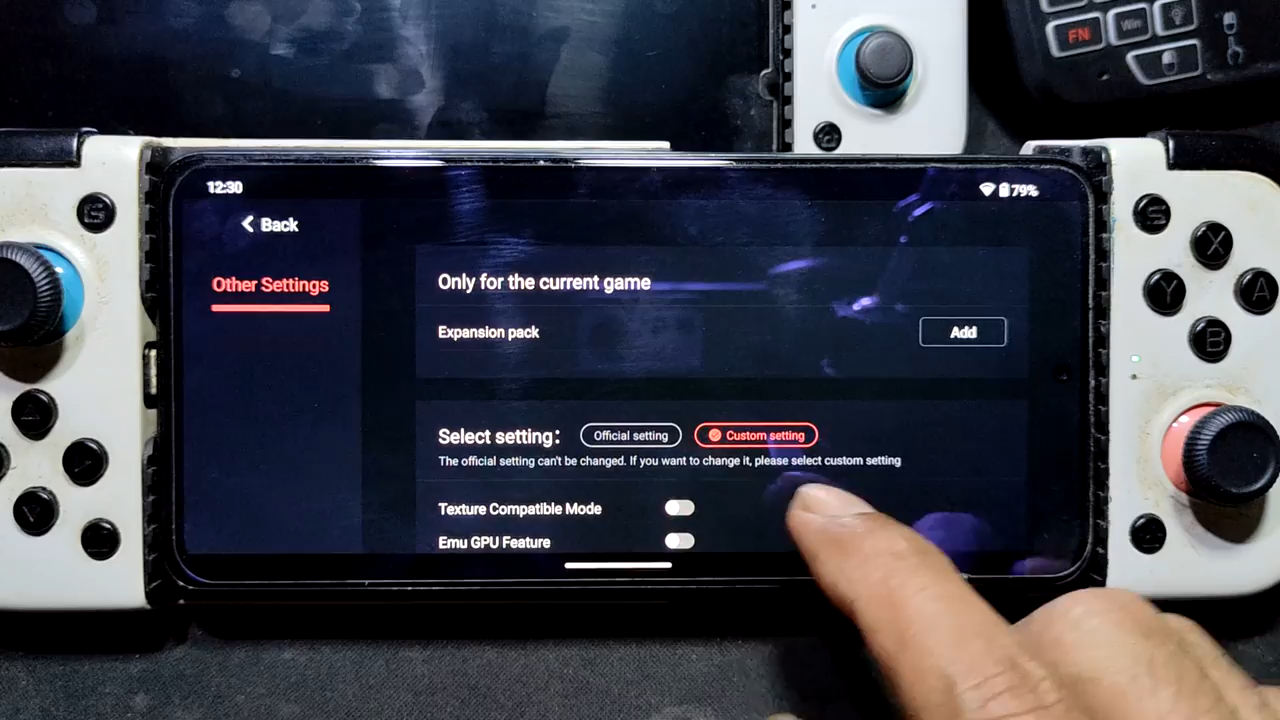 FN
Win
12:30
79%
Back
Other Settings
Only for the current game
Expansion pack
Add
Select setting:
Official setting
Custom setting
The official setting can't be changed. If you want to change it, please select custom setting
Texture Compatible Mode
Emu GPU Feature
S
X
Y
A
B